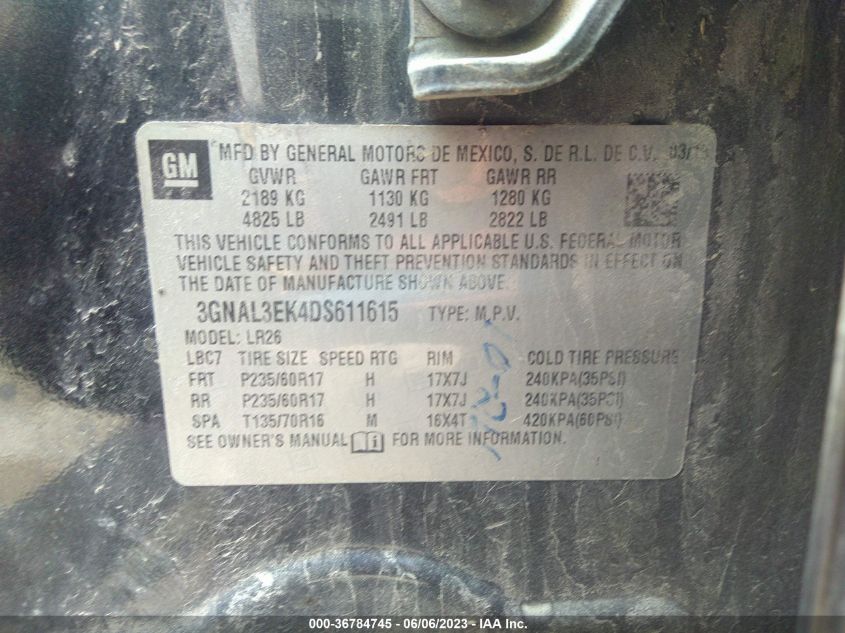 GM MFD BY GENERAL MOTORS DE MEXICO, S. DE R.L. DE C.V. 03/13
GVWR GAWR FRT GAWR RR
2189 KG 1130 KG 1280 KG
4825 LB 2491 LB 2822 LB
THIS VEHICLE CONFORMS TO ALL APPLICABLE U.S. FEDERAL MOTOR
VEHICLE SAFETY AND THEFT PREVENTION STANDARDS IN EFFECT ON
THE DATE OF MANUFACTURE SHOWN ABOVE.
3GNAL3EK4DS611615 TYPE: M.P.V.
MODEL: LR26
LBC7 TIRE SIZE SPEED RTG RIM COLD TIRE PRESSURE
FRT P235/60R17 H 17X7J 240KPA(35PSI)
RR P235/60R17 H 17X7J 240KPA(35PSI)
SPA T135/70R16 M 16X4T 420KPA(60PSI)
SEE OWNER'S MANUAL FOR MORE INFORMATION.
000-36784745 - 06/06/2023 - IAA Inc.